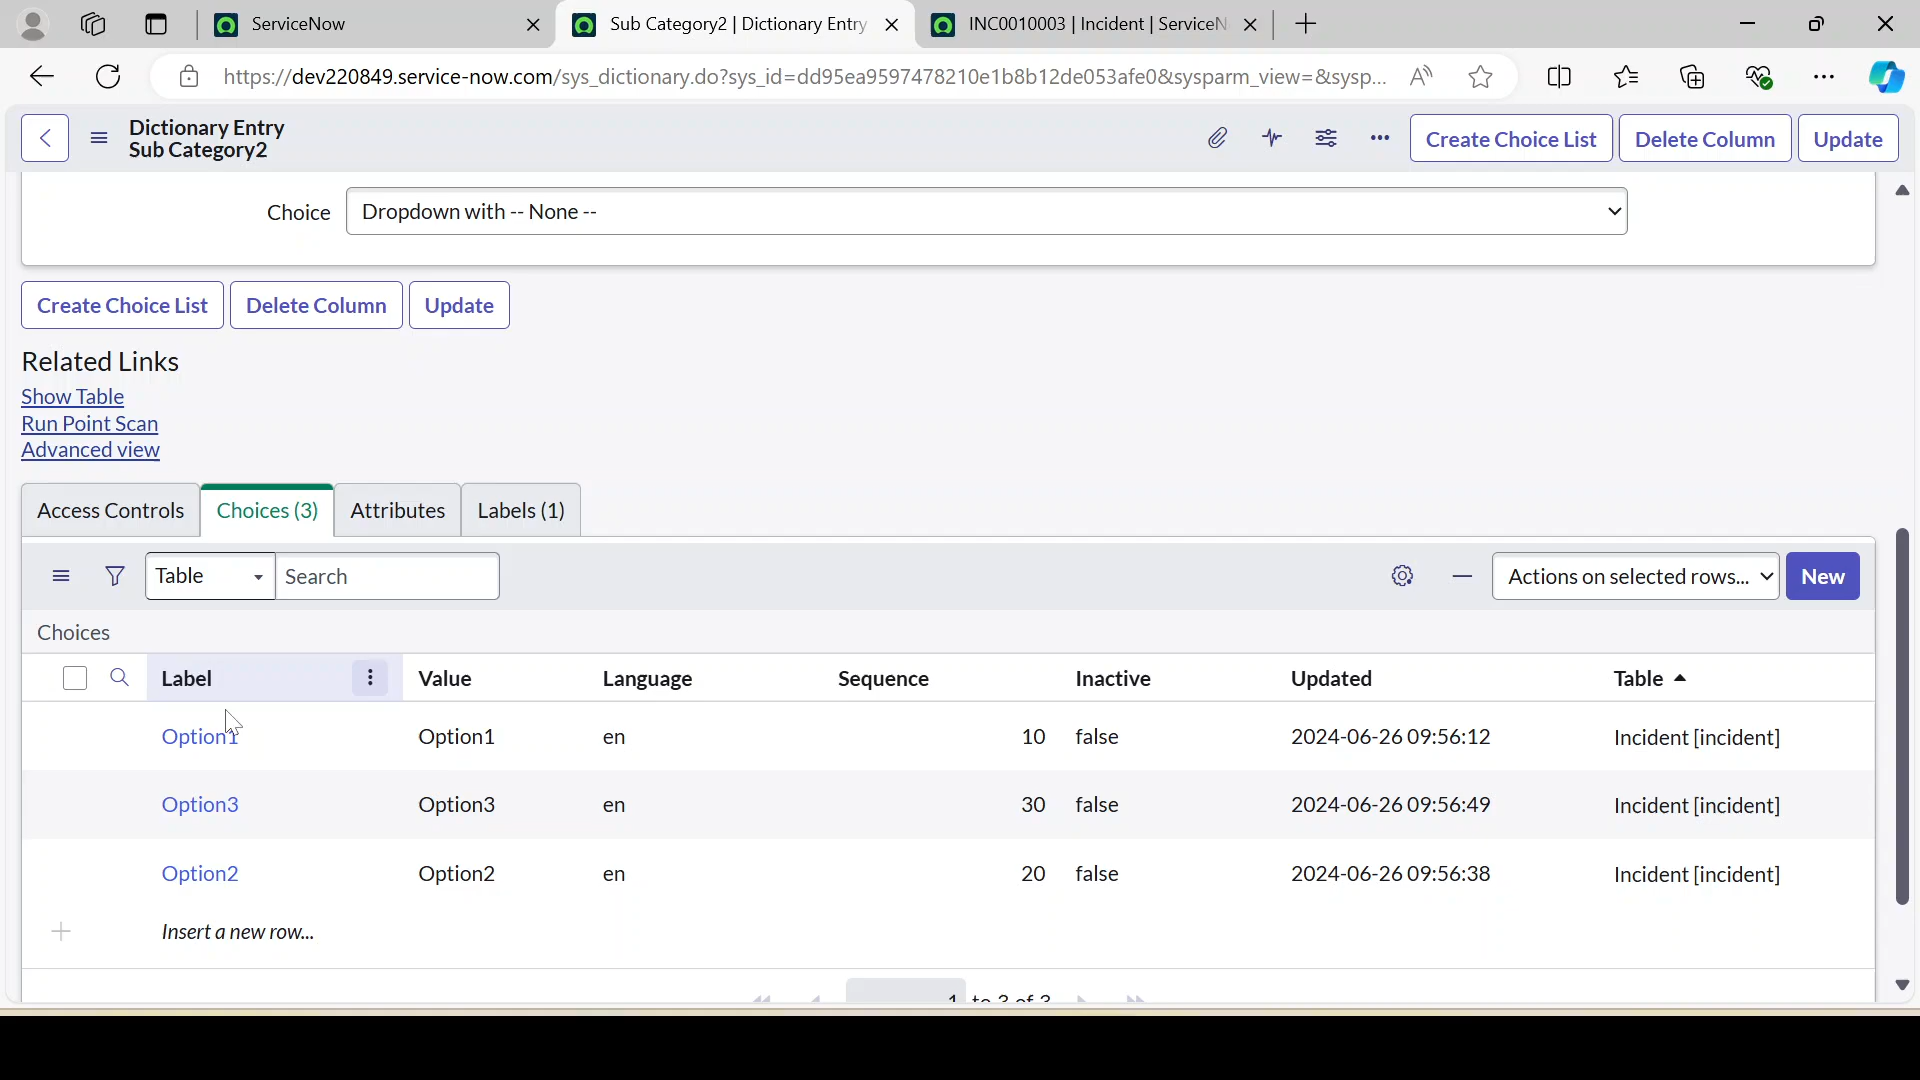 ServiceNow
Sub Category2 | Dictionary Entry
INC0010003 | Incident | ServiceN
https://dev220849.service-now.com/sys_dictionary.do?sys_id=dd95ea9597478210e1b8b12de053afe0&sysparm_view=&sysp...
Dictionary Entry
Sub Category2
Create Choice List
Delete Column
Update
Choice
Dropdown with -- None --
Create Choice List
Delete Column
Update
Related Links
Show Table
Run Point Scan
Advanced view
Access Controls
Choices (3)
Attributes
Labels (1)
Table
Search
Actions on selected rows...
New
Choices
Label Value Language Sequence Inactive Updated Table
Option1 Option1 en 10 false 2024-06-26 09:56:12 Incident [incident]
Option3 Option3 en 30 false 2024-06-26 09:56:49 Incident [incident]
Option2 Option2 en 20 false 2024-06-26 09:56:38 Incident [incident]
Insert a new row...
1 to 3 of 3